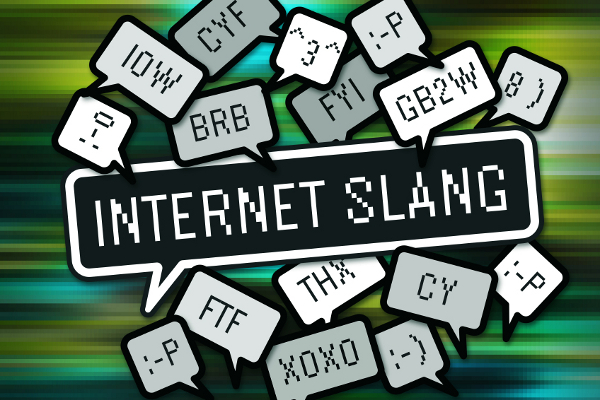 CYF
^3^
:-P
IOW
BRB
FYI
GB2W
8 )
:-o
INTERNET SLANG
FTF
THX
CY
:-P
:-P
XOXO
:-)